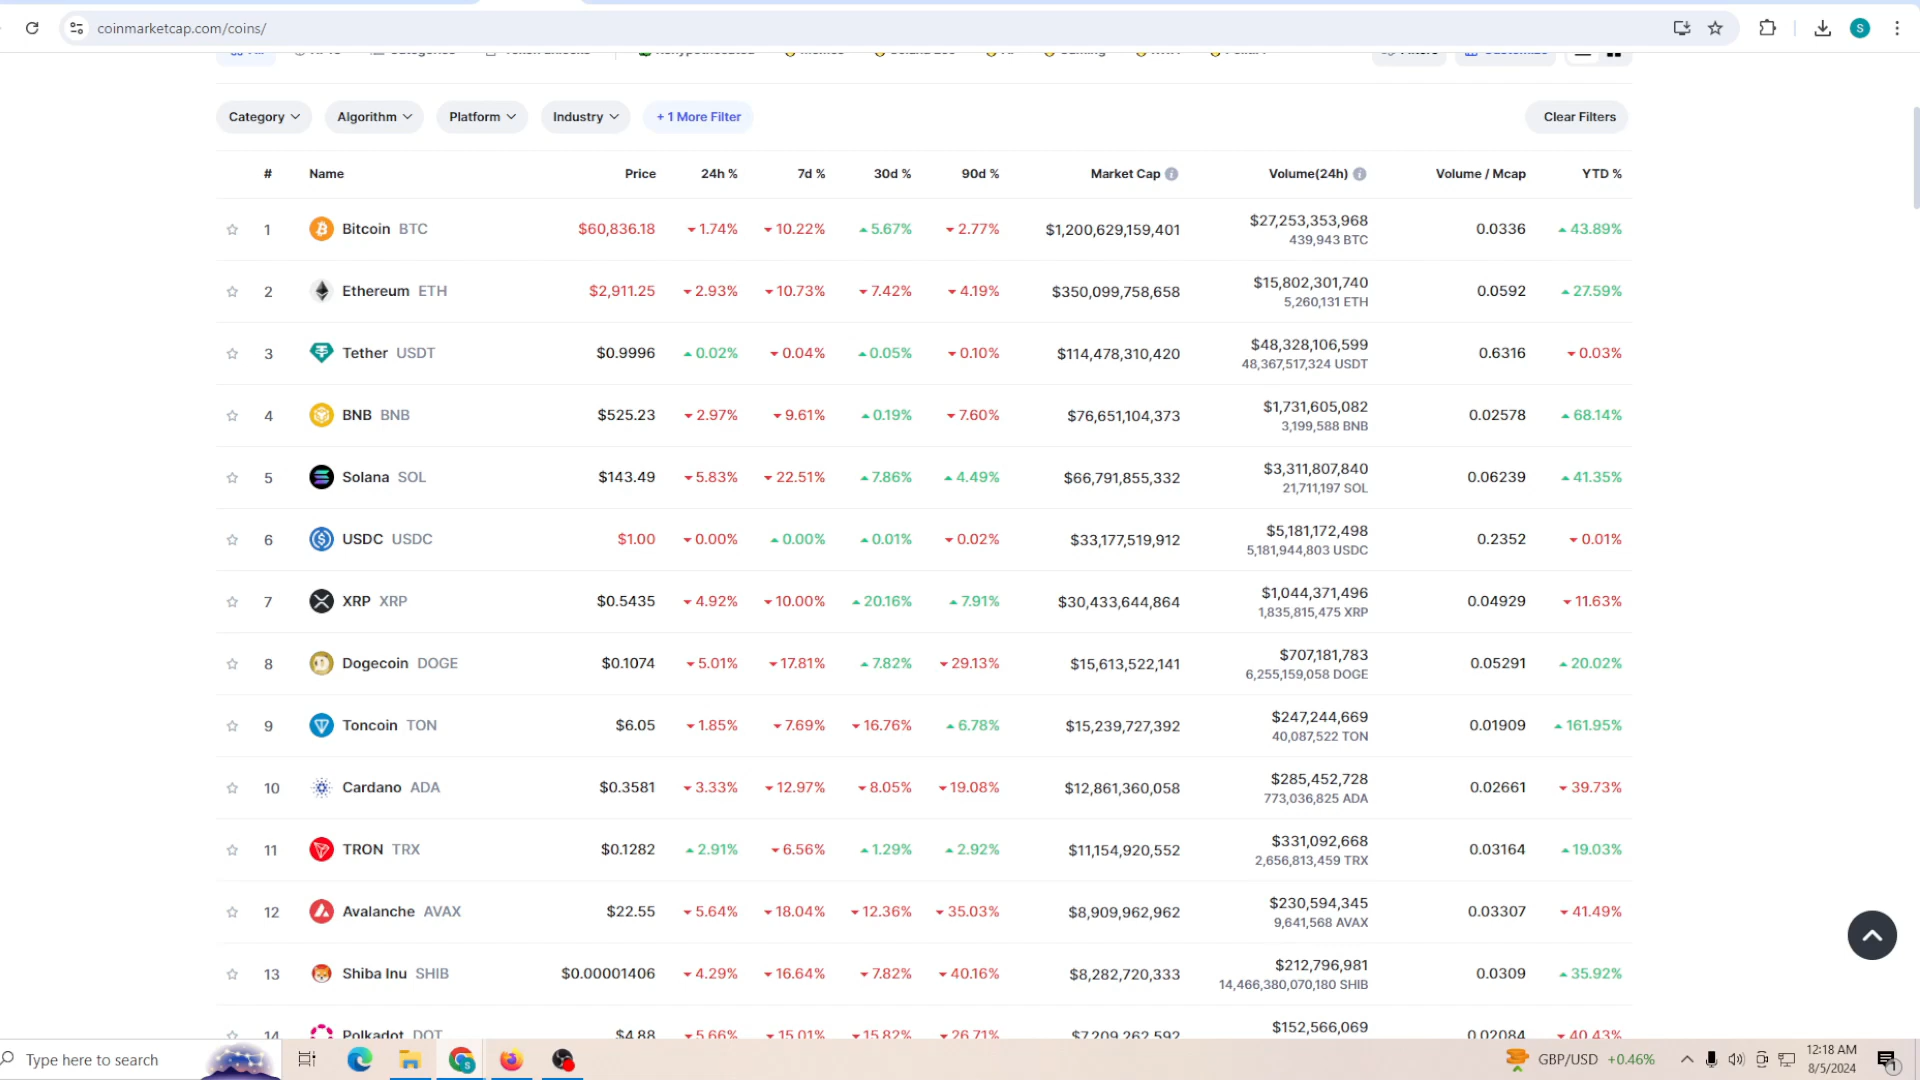 coinmarketcap.com/coins/
S
Category
Algorithm
Platform
Industry
+ 1 More Filter
Clear Filters
# Name Price 24h % 7d % 30d % 90d % Market Cap Volume(24h) Volume / Mcap YTD %
1 Bitcoin BTC $60,836.18 1.74% 10.22% 5.67% 2.77% $1,200,629,159,401 $27,253,353,968 0.0336 43.89%
439,943 BTC
2 Ethereum ETH $2,911.25 2.93% 10.73% 7.42% 4.19% $350,099,758,658 $15,802,301,740 0.0592 27.59%
5,260,131 ETH
3 Tether USDT $0.9996 0.02% 0.04% 0.05% 0.10% $114,478,310,420 $48,328,106,599 0.6316 0.03%
48,367,517,324 USDT
4 BNB BNB $525.23 2.97% 9.61% 0.19% 7.60% $76,651,104,373 $1,731,605,082 0.02578 68.14%
3,199,588 BNB
5 Solana SOL $143.49 5.83% 22.51% 7.86% 4.49% $66,791,855,332 $3,311,807,840 0.06239 41.35%
21,711,197 SOL
6 USDC USDC $1.00 0.00% 0.00% 0.01% 0.02% $33,177,519,912 $5,181,172,498 0.2352 0.01%
5,181,944,803 USDC
7 XRP XRP $0.5435 4.92% 10.00% 20.16% 7.91% $30,433,644,864 $1,044,371,496 0.04929 11.63%
1,835,815,475 XRP
8 Dogecoin DOGE $0.1074 5.01% 17.81% 7.82% 29.13% $15,613,522,141 $707,181,783 0.05291 20.02%
6,255,159,058 DOGE
9 Toncoin TON $6.05 1.85% 7.69% 16.76% 6.78% $15,239,727,392 $247,244,669 0.01909 161.95%
40,087,522 TON
10 Cardano ADA $0.3581 3.33% 12.97% 8.05% 19.08% $12,861,360,058 $285,452,728 0.02661 39.73%
773,036,825 ADA
11 TRON TRX $0.1282 2.91% 6.56% 1.29% 2.92% $11,154,920,552 $331,092,668 0.03164 19.03%
2,656,813,459 TRX
12 Avalanche AVAX $22.55 5.64% 18.04% 12.36% 35.03% $8,909,962,962 $230,594,345 0.03307 41.49%
9,641,568 AVAX
13 Shiba Inu SHIB $0.00001406 4.29% 16.64% 7.82% 40.16% $8,282,720,333 $212,796,981 0.0309 35.92%
14,466,380,070,180 SHIB
14 Polkadot DOT $4.88 5.66% 15.01% 15.82% 26.71% $7,209,262,592 $152,566,069 0.02084 40.43%
Type here to search
GBP/USD +0.46%
12:18 AM
8/5/2024
1